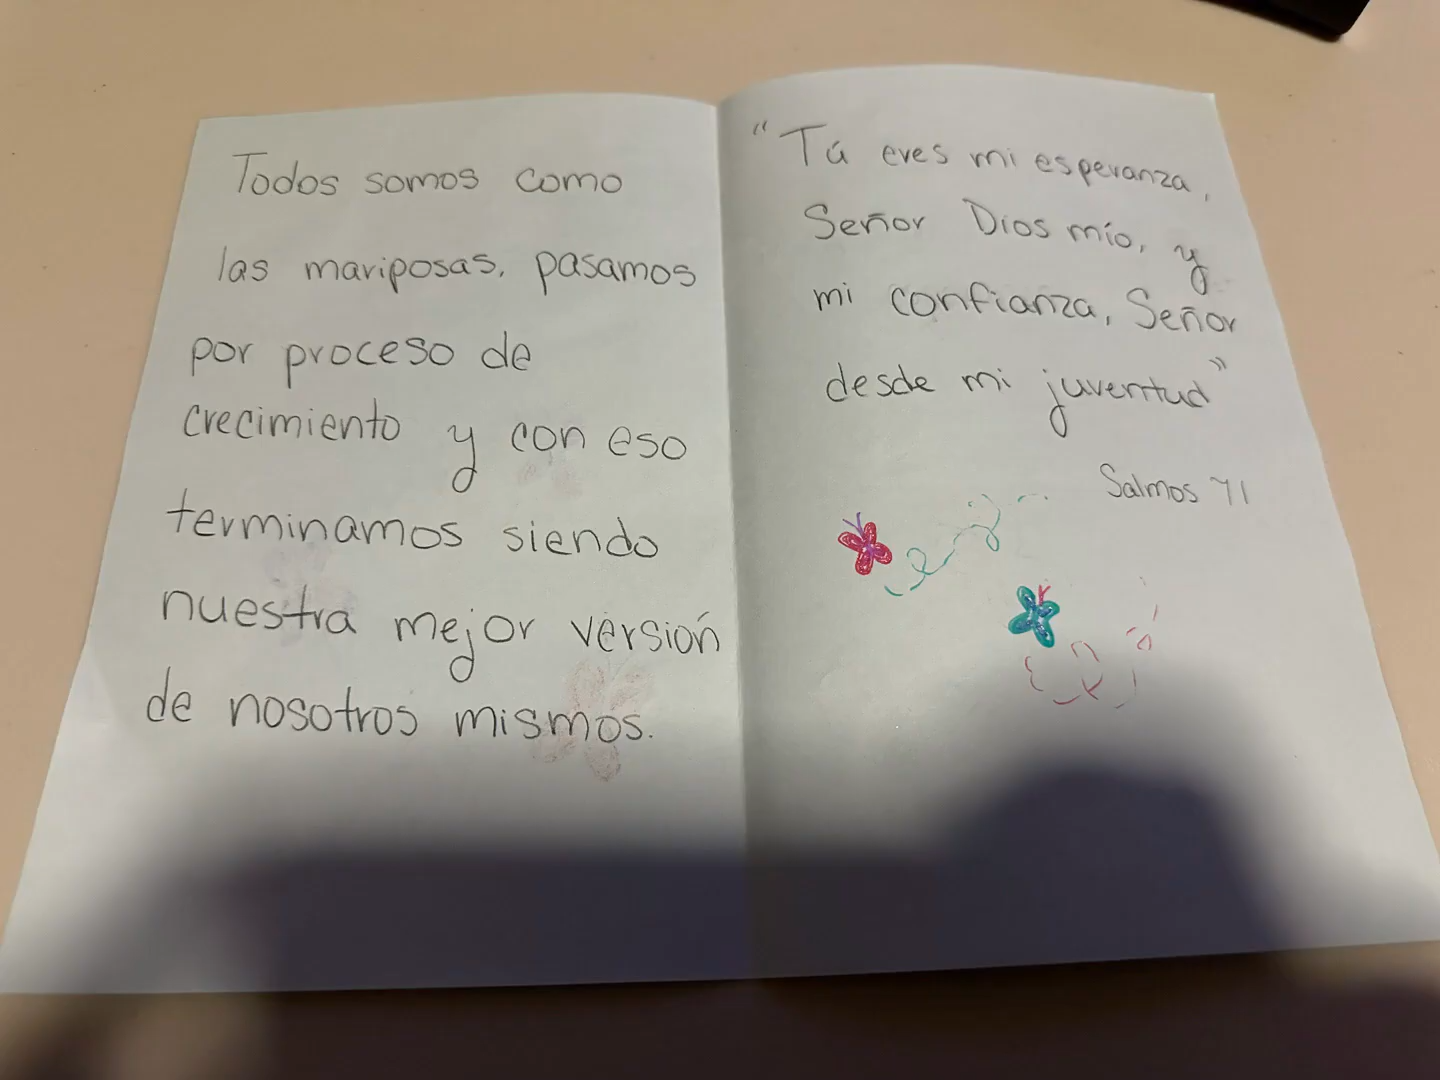 Todos somos como
las mariposas, pasamos
por proceso de
crecimiento y con eso
terminamos siendo
nuestra mejor versión
de nosotros mismos.
"Tú eres mi esperanza,
Señor Dios mío, y
mi confianza, Señor
desde mi juventud"
Salmos 71